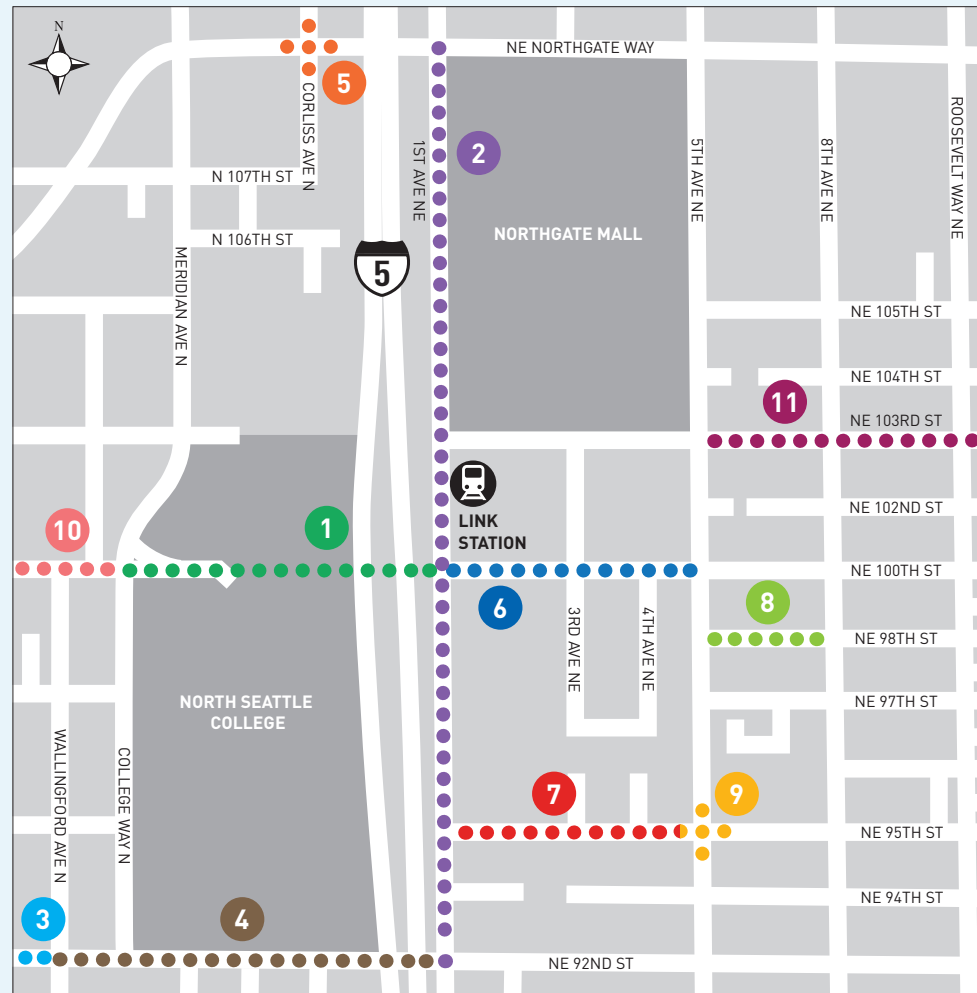 N
NE NORTHGATE WAY
5
CORLISS AVE N
1ST AVE NE
2
5TH AVE NE
8TH AVE NE
ROOSEVELT WAY NE
N 107TH ST
N 106TH ST
NORTHGATE MALL
5
MERIDIAN AVE N
NE 105TH ST
NE 104TH ST
11
NE 103RD ST
LINK
STATION
NE 102ND ST
10
1
NE 100TH ST
6
8
3RD AVE NE
4TH AVE NE
NE 98TH ST
NORTH SEATTLE
COLLEGE
NE 97TH ST
WALLINGFORD AVE N
COLLEGE WAY N
7
9
NE 95TH ST
NE 94TH ST
3
4
NE 92ND ST